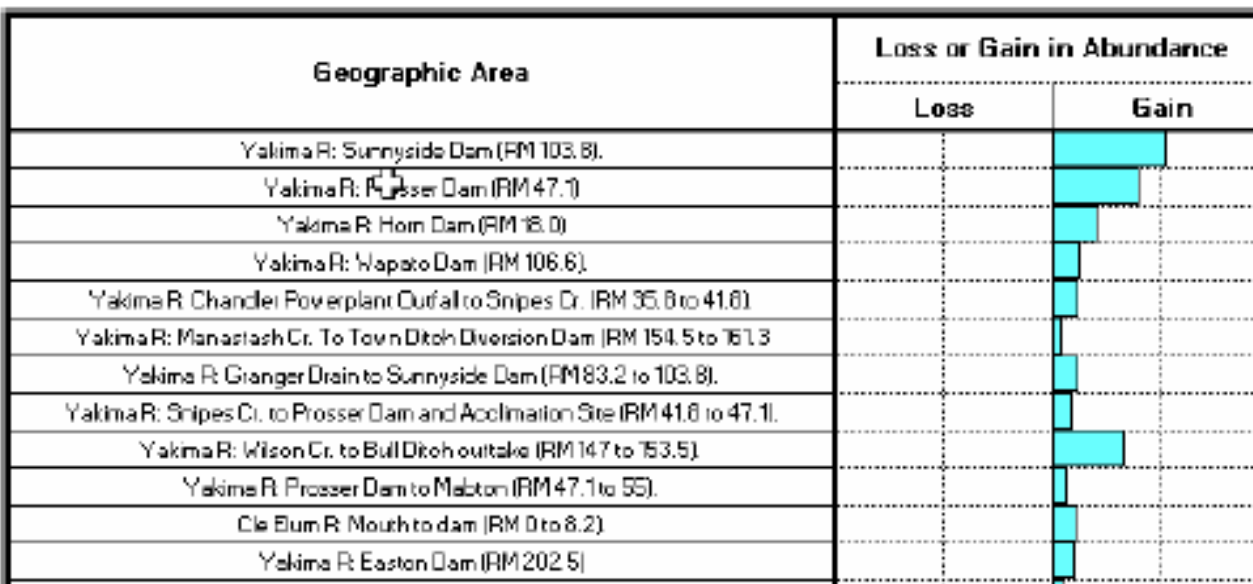 Geographic Area
Loss or Gain in Abundance
Loss
Gain
Yakima R: Sunnyside Dam (RM 103.8).
Yakima R: Prosser Dam (RM 47.1)
Yakima R: Horn Dam (RM 18.0)
Yakima R: Wapato Dam (RM 106.6).
Yakima R: Chandler Powerplant Outfall to Snipes Cr. (RM 35.8 to 41.8).
Yakima R: Manastash Cr. To Town Ditch Diversion Dam (RM 154.5 to 161.3
Yakima R: Granger Drain to Sunnyside Dam (RM 83.2 to 103.8).
Yakima R: Snipes Cr. to Prosser Dam and Acclimation Site (RM 41.8 to 47.1).
Yakima R: Wilson Cr. to Bull Ditch outtake (RM 147 to 153.5).
Yakima R: Prosser Dam to Mabton (RM 47.1 to 55).
Cle Elum R: Mouth to dam (RM 0 to 8.2).
Yakima R: Easton Dam (RM 202.5)